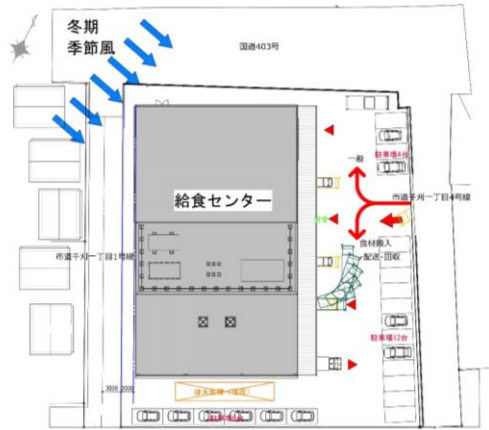 冬期
季節風
国道403号
給食センター
一般
駐車場4台
市道千刈一丁目4号線
食材搬入
配送・回収
市道千刈一丁目1号線
駐車場12台
3000 2000